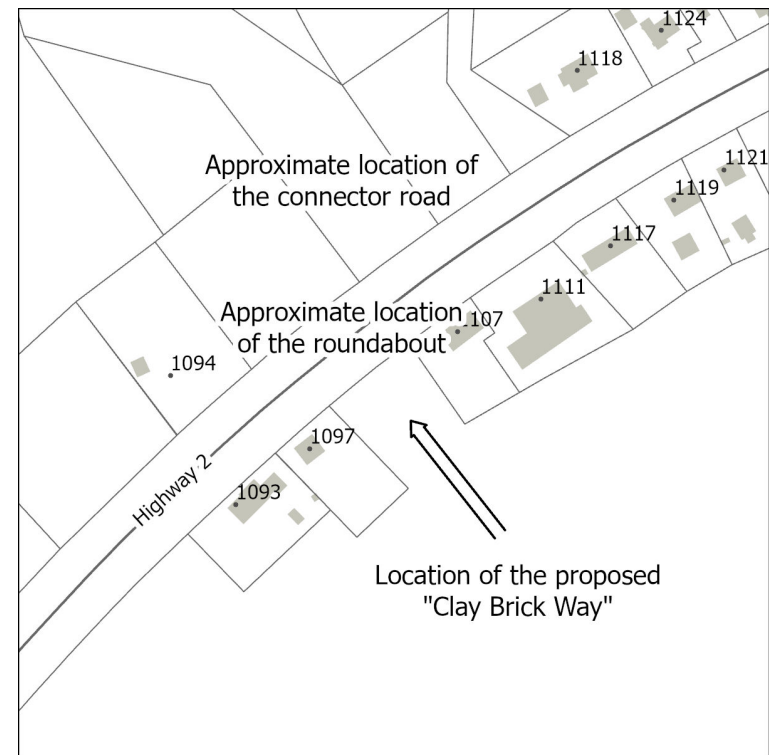 1124
1118
Approximate location of
the connector road
1121
1119
1117
1111
Approximate location
of the roundabout
107
1094
1097
Highway 2
1093
Location of the proposed
"Clay Brick Way"